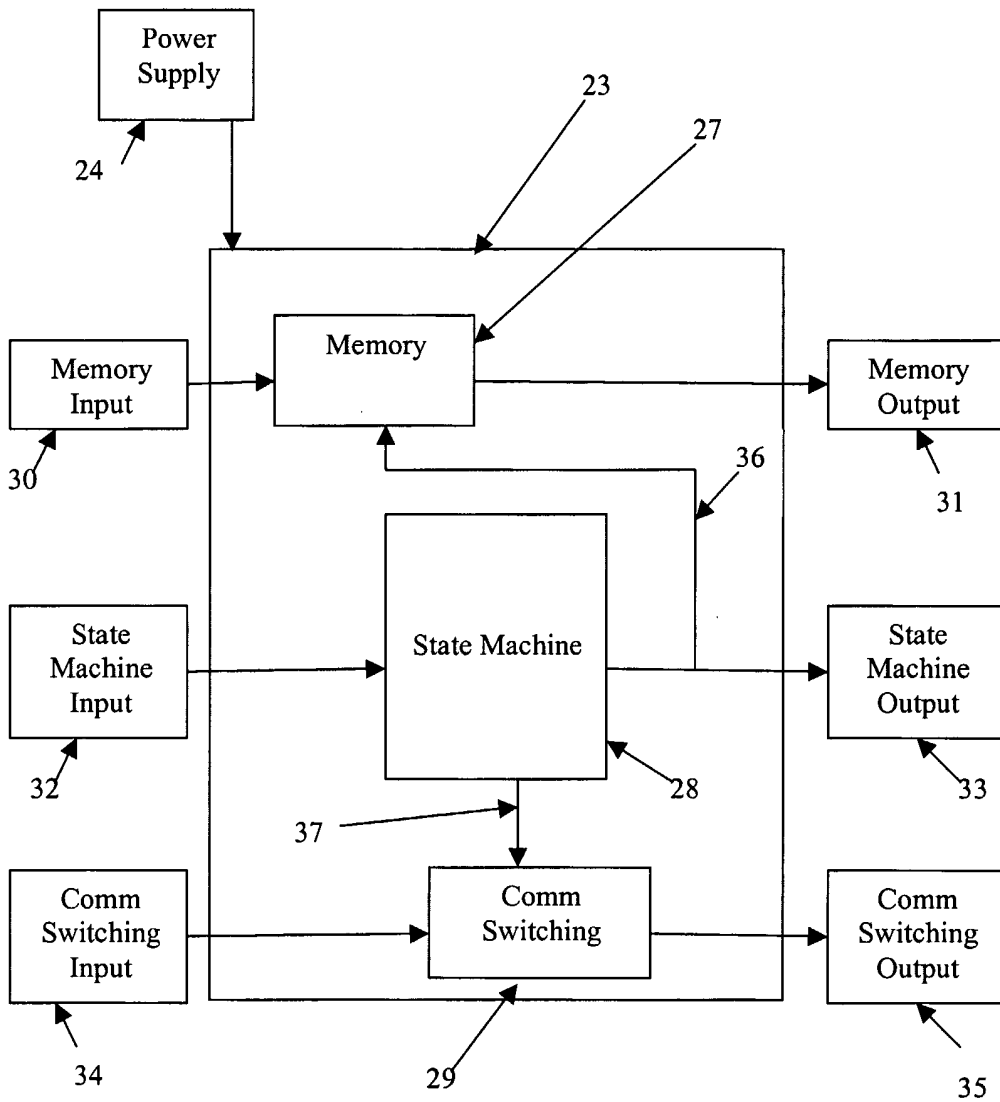 Power
Supply
23
27
24
Memory
Memory
Input
Memory
Output
30
36
31
State
Machine
Input
State Machine
State
Machine
Output
32
28
33
37
Comm
Switching
Input
Comm
Switching
Comm
Switching
Output
34
29
35